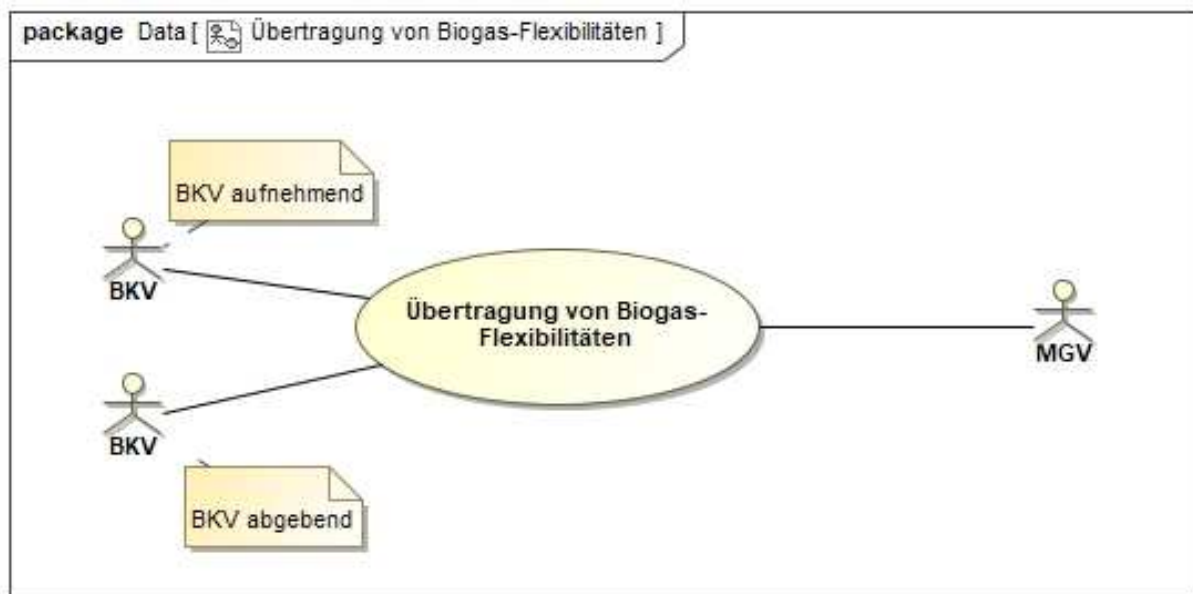 package Data [ Übertragung von Biogas-Flexibilitäten ]
BKV aufnehmend
BKV
Übertragung von Biogas-
Flexibilitäten
MGV
BKV
BKV abgebend